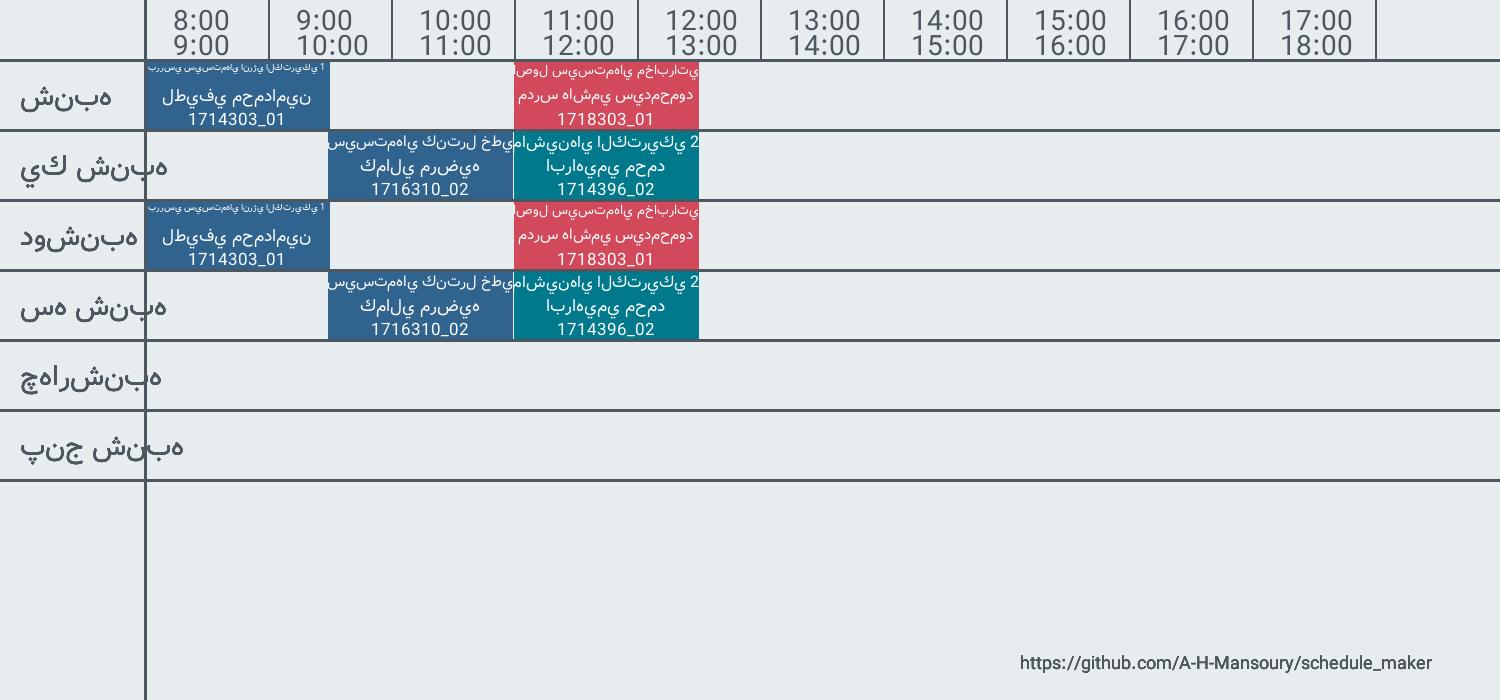 8:00 9:00 10:00 11:00 12:00 13:00 14:00 15:00 16:00 17:00
9:00 10:00 11:00 12:00 13:00 14:00 15:00 16:00 17:00 18:00
شنبه
بررسي سيستمهاي انرژي الكتريكي 1
لطيفي محمدامين
1714303_01
اصول سيستمهاي مخابراتي
مدرس هاشمي سيدمحمود
1718303_01
يك شنبه
سيستمهاي كنترل خطي
كمالي مرضيه
1716310_02
ماشينهاي الكتريكي 2
ابراهيمي محمد
1714396_02
دوشنبه
بررسي سيستمهاي انرژي الكتريكي 1
لطيفي محمدامين
1714303_01
اصول سيستمهاي مخابراتي
مدرس هاشمي سيدمحمود
1718303_01
سه شنبه
سيستمهاي كنترل خطي
كمالي مرضيه
1716310_02
ماشينهاي الكتريكي 2
ابراهيمي محمد
1714396_02
چهارشنبه
پنج شنبه
https://github.com/A-H-Mansoury/schedule_maker